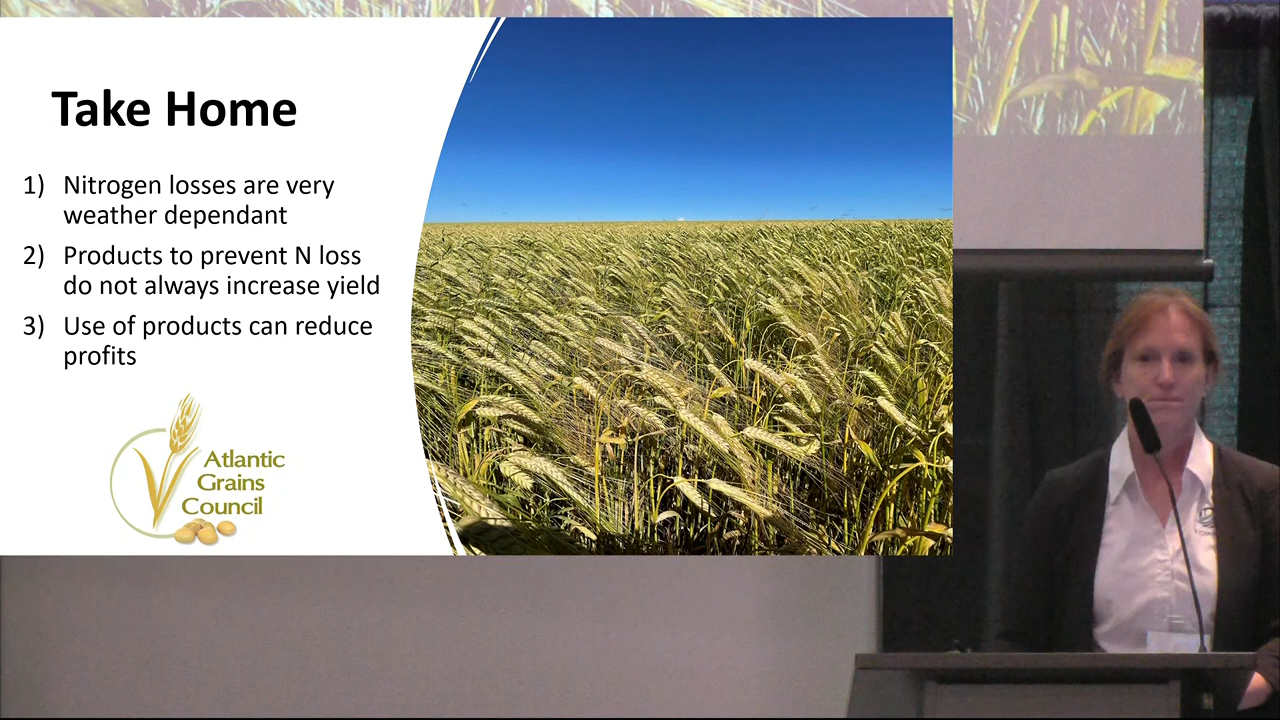 Take Home
1) Nitrogen losses are very
weather dependant
2) Products to prevent N loss
do not always increase yield
3) Use of products can reduce
profits
Atlantic
Grains
Council